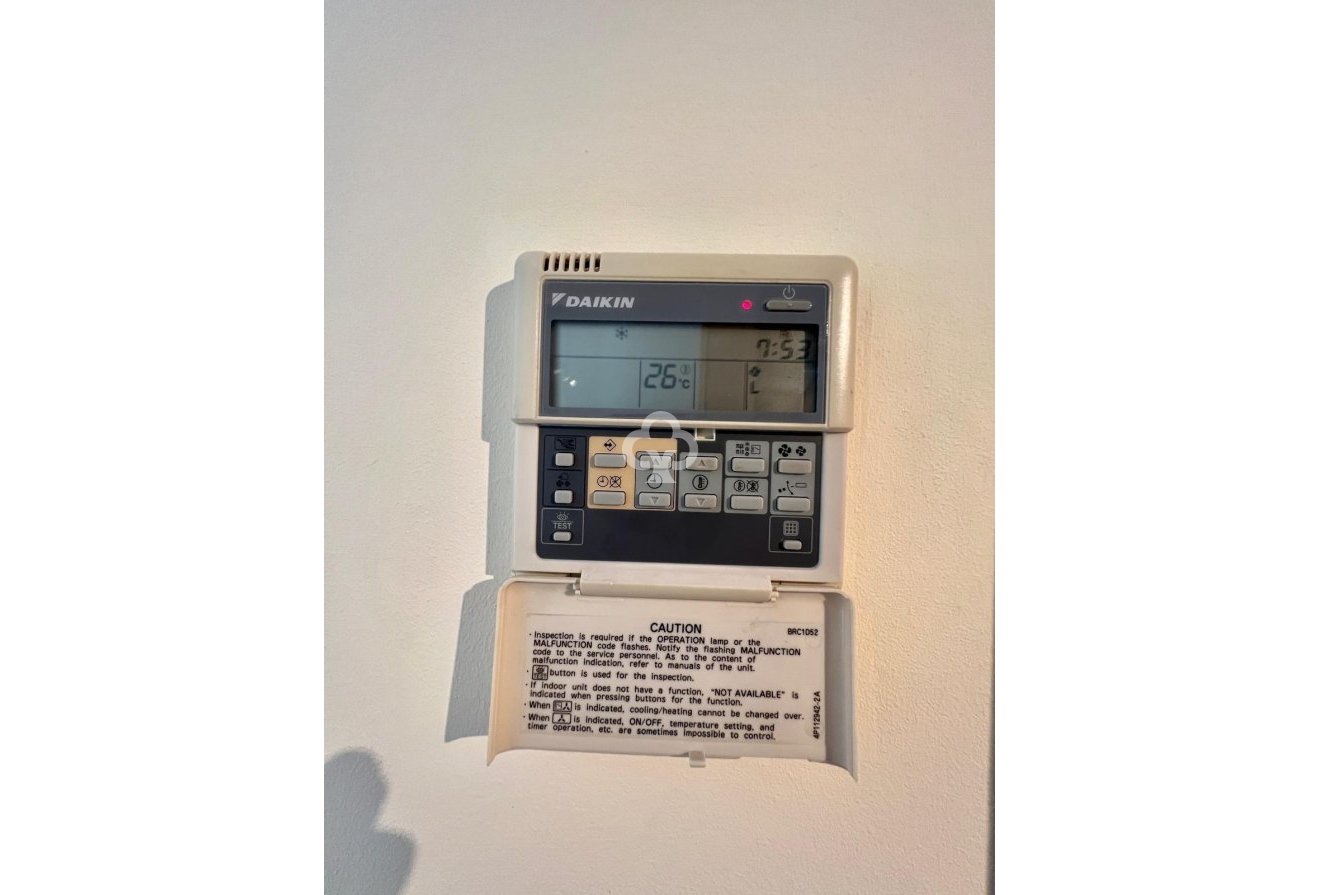 DAIKIN
7:53
26 °C
L
TEST
CAUTION
BRC1D52
· Inspection is required if the OPERATION lamp or the
MALFUNCTION code flashes. Notify the flashing MALFUNCTION
code to the service personnel. As to the content of
malfunction indication, refer to manuals of the unit.
· button is used for the inspection.
· If indoor unit does not have a function, "NOT AVAILABLE" is
indicated when pressing buttons for the function.
· When is indicated, cooling/heating cannot be changed over.
· When is indicated, ON/OFF, temperature setting, and
timer operation, etc. are sometimes impossible to control.
4P112942-2A